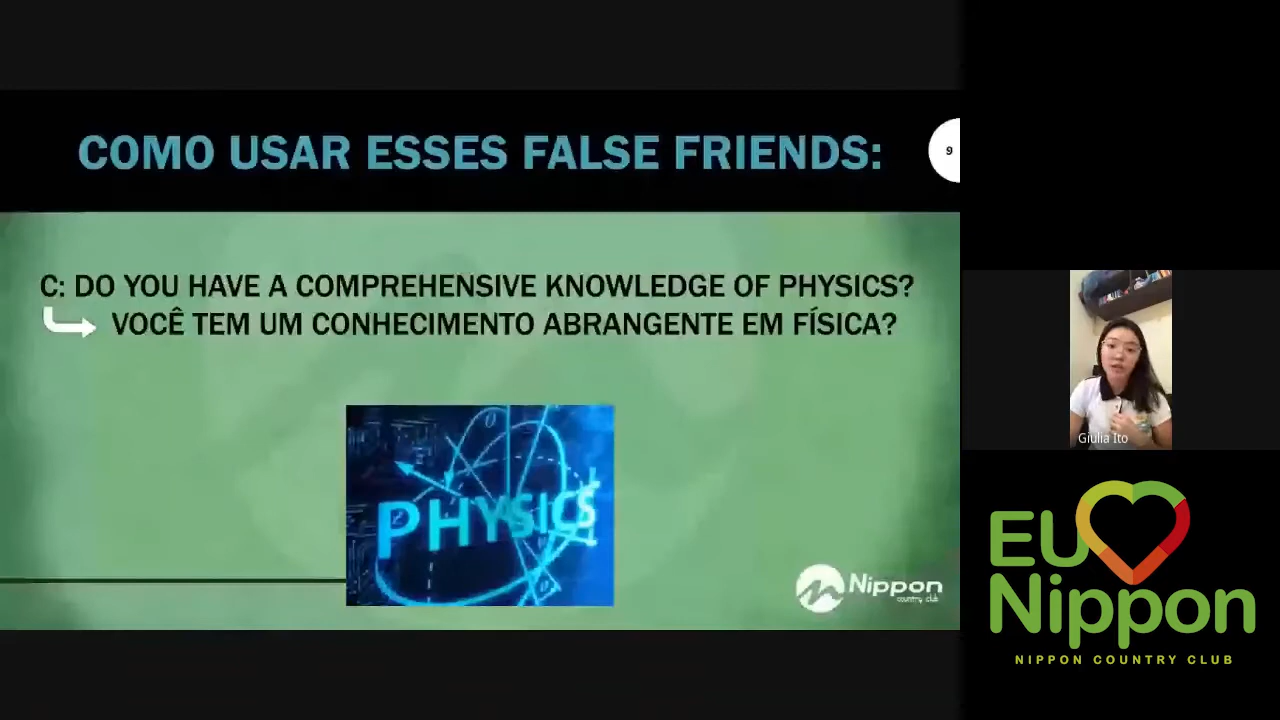 COMO USAR ESSES FALSE FRIENDS:
9
C: DO YOU HAVE A COMPREHENSIVE KNOWLEDGE OF PHYSICS?
VOCÊ TEM UM CONHECIMENTO ABRANGENTE EM FÍSICA?
PHYSICS
Nippon
country club
Giulia Ito
EU
Nippon
NIPPON COUNTRY CLUB